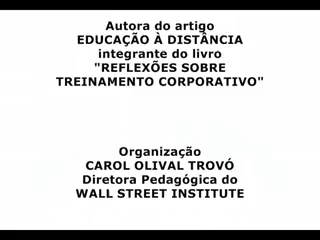 Autora do artigo
EDUCAÇÃO À DISTÂNCIA
integrante do livro
"REFLEXÕES SOBRE
TREINAMENTO CORPORATIVO"
Organização
CAROL OLIVAL TROVÓ
Diretora Pedagógica do
WALL STREET INSTITUTE